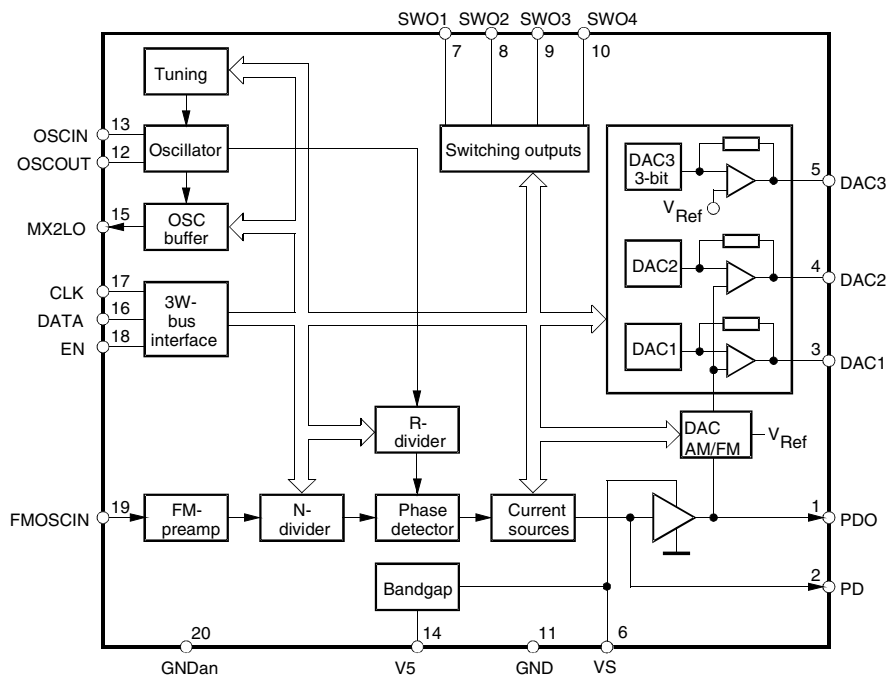 SWO1 SWO2 SWO3 SWO4
7 8 9 10
Tuning
OSCIN 13
OSCOUT 12
Oscillator
Switching outputs
DAC3
3-bit
VRef
5 DAC3
MX2LO 15
OSC
buffer
DAC2
4 DAC2
CLK 17
DATA 16
EN 18
3W-
bus
interface
DAC1
3 DAC1
R-
divider
DAC
AM/FM
VRef
FMOSCIN 19
FM-
preamp
N-
divider
Phase
detector
Current
sources
1 PDO
Bandgap
2 PD
20 14 11 6
GNDan V5 GND VS